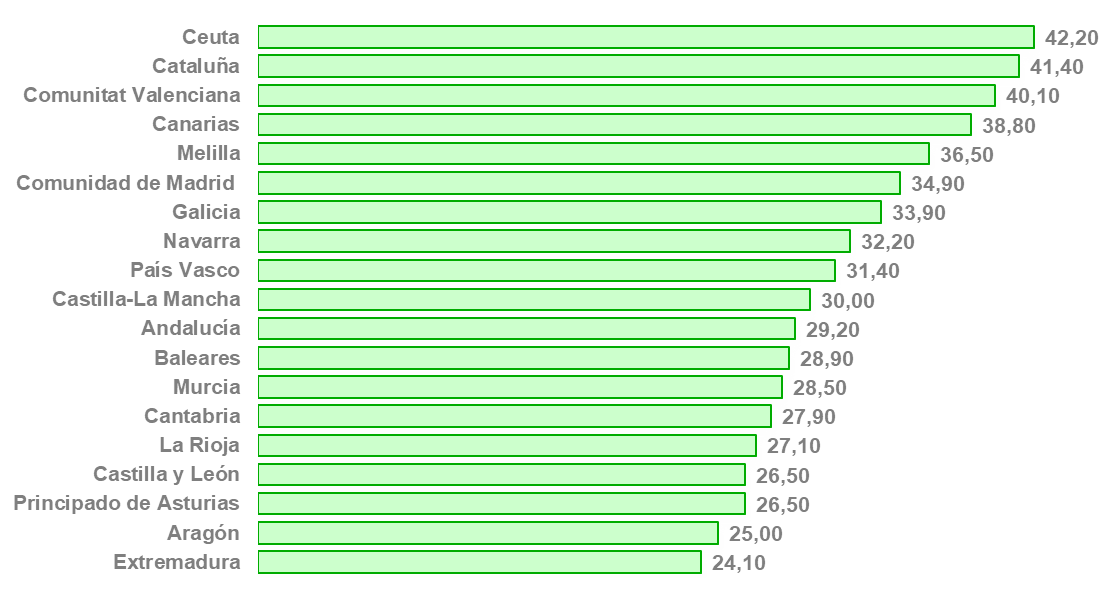 Ceuta 42,20
Cataluña 41,40
Comunitat Valenciana 40,10
Canarias 38,80
Melilla 36,50
Comunidad de Madrid 34,90
Galicia 33,90
Navarra 32,20
País Vasco 31,40
Castilla-La Mancha 30,00
Andalucía 29,20
Baleares 28,90
Murcia 28,50
Cantabria 27,90
La Rioja 27,10
Castilla y León 26,50
Principado de Asturias 26,50
Aragón 25,00
Extremadura 24,10